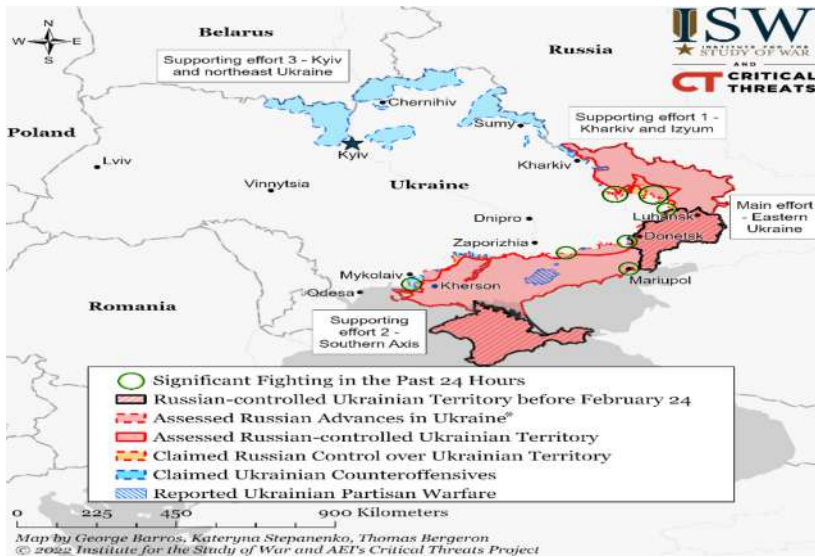 N
W E
S
Belarus
Supporting effort 3 - Kyiv
and northeast Ukraine
Russia
ISW
INSTITUTE FOR THE
STUDY OF WAR
AND
CT CRITICAL
THREATS
Chernihiv
Supporting effort 1 -
Kharkiv and Izyum
Sumy
Poland
Kyiv
Lviv
Kharkiv
Vinnytsia
Ukraine
Luhansk
Main effort
- Eastern
Ukraine
Dnipro
Donetsk
Zaporizhia
Mykolaiv
Mariupol
Odesa
Kherson
Romania
Supporting
effort 2 -
Southern Axis
Significant Fighting in the Past 24 Hours
Russian-controlled Ukrainian Territory before February 24
Assessed Russian Advances in Ukraine*
Assessed Russian-controlled Ukrainian Territory
Claimed Russian Control over Ukrainian Territory
Claimed Ukrainian Counteroffensives
Reported Ukrainian Partisan Warfare
0 225 450 900 Kilometers
Map by George Barros, Kateryna Stepanenko, Thomas Bergeron
© 2022 Institute for the Study of War and AEI's Critical Threats Project